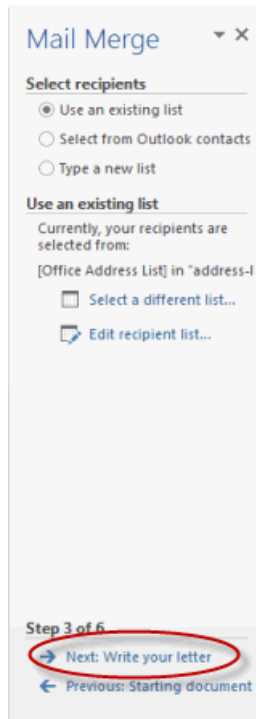 Mail Merge
Select recipients
Use an existing list
Select from Outlook contacts
Type a new list
Use an existing list
Currently, your recipients are
selected from:
[Office Address List] in "address-l
Select a different list...
Edit recipient list...
Step 3 of 6
Next: Write your letter
Previous: Starting document